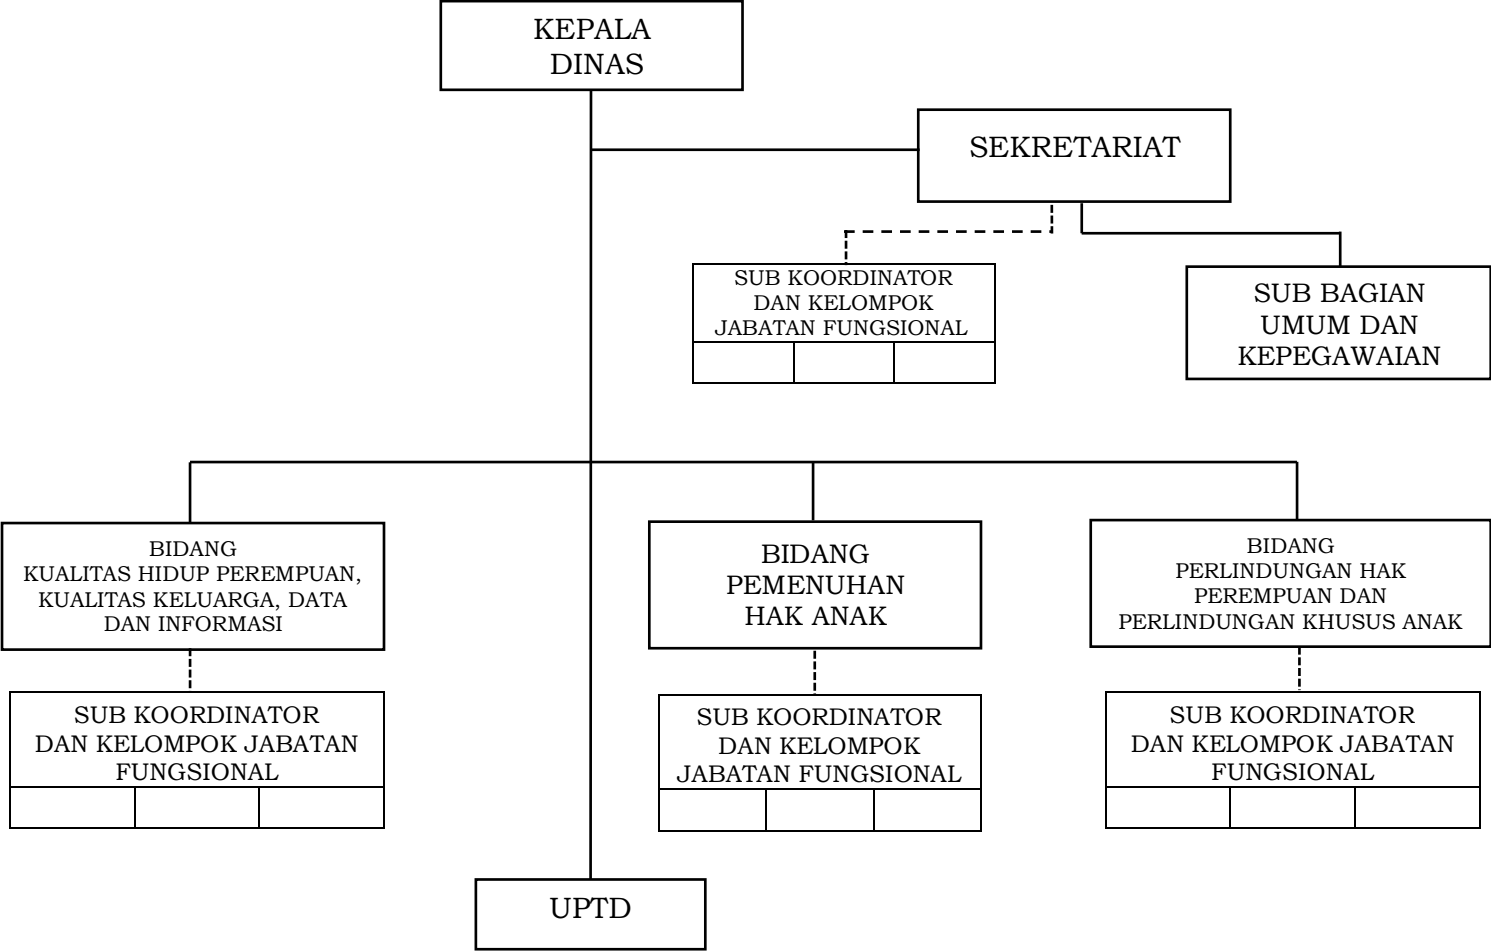 KEPALA
DINAS
SEKRETARIAT
SUB KOORDINATOR
DAN KELOMPOK
JABATAN FUNGSIONAL
SUB BAGIAN
UMUM DAN
KEPEGAWAIAN
BIDANG
KUALITAS HIDUP PEREMPUAN,
KUALITAS KELUARGA, DATA
DAN INFORMASI
BIDANG
PEMENUHAN
HAK ANAK
BIDANG
PERLINDUNGAN HAK
PEREMPUAN DAN
PERLINDUNGAN KHUSUS ANAK
SUB KOORDINATOR
DAN KELOMPOK JABATAN
FUNGSIONAL
SUB KOORDINATOR
DAN KELOMPOK
JABATAN FUNGSIONAL
SUB KOORDINATOR
DAN KELOMPOK JABATAN
FUNGSIONAL
UPTD